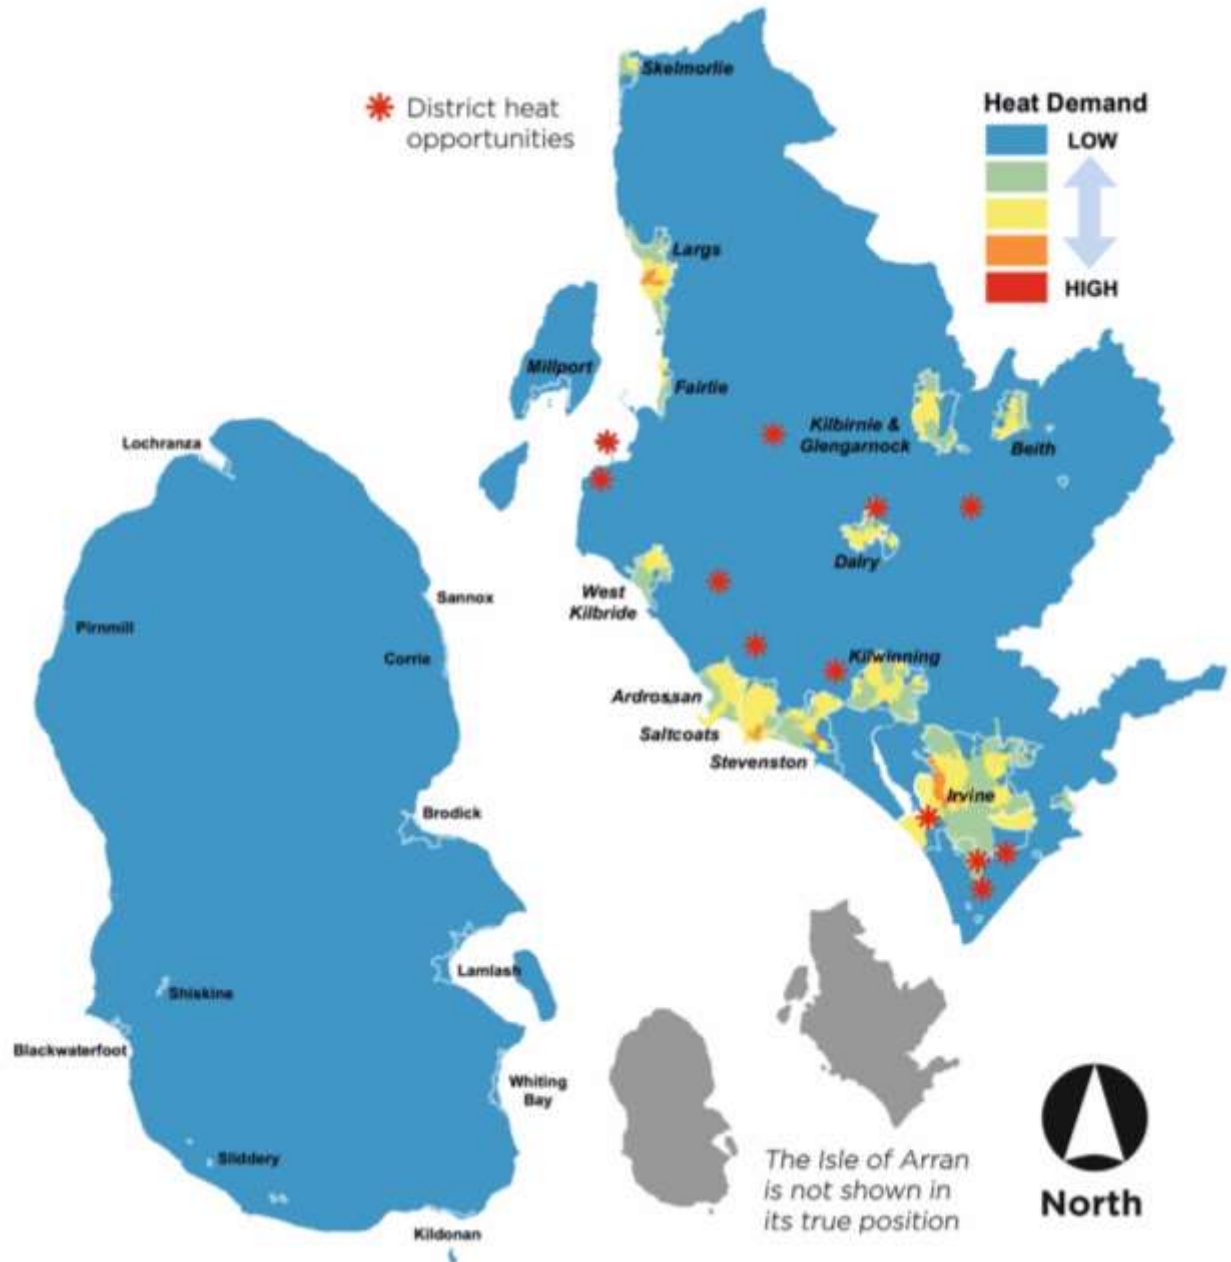 Skelmorlie
District heat
opportunities
Heat Demand
LOW
HIGH
Largs
Millport
Fairlie
Kilbirnie &
Glengarnock
Beith
Lochranza
Dalry
West
Kilbride
Sannox
Pirnmill
Corrie
Kilwinning
Ardrossan
Saltcoats
Stevenston
Irvine
Brodick
Lamlash
Shiskine
Blackwaterfoot
Whiting
Bay
Sliddery
Kildonan
The Isle of Arran
is not shown in
its true position
North